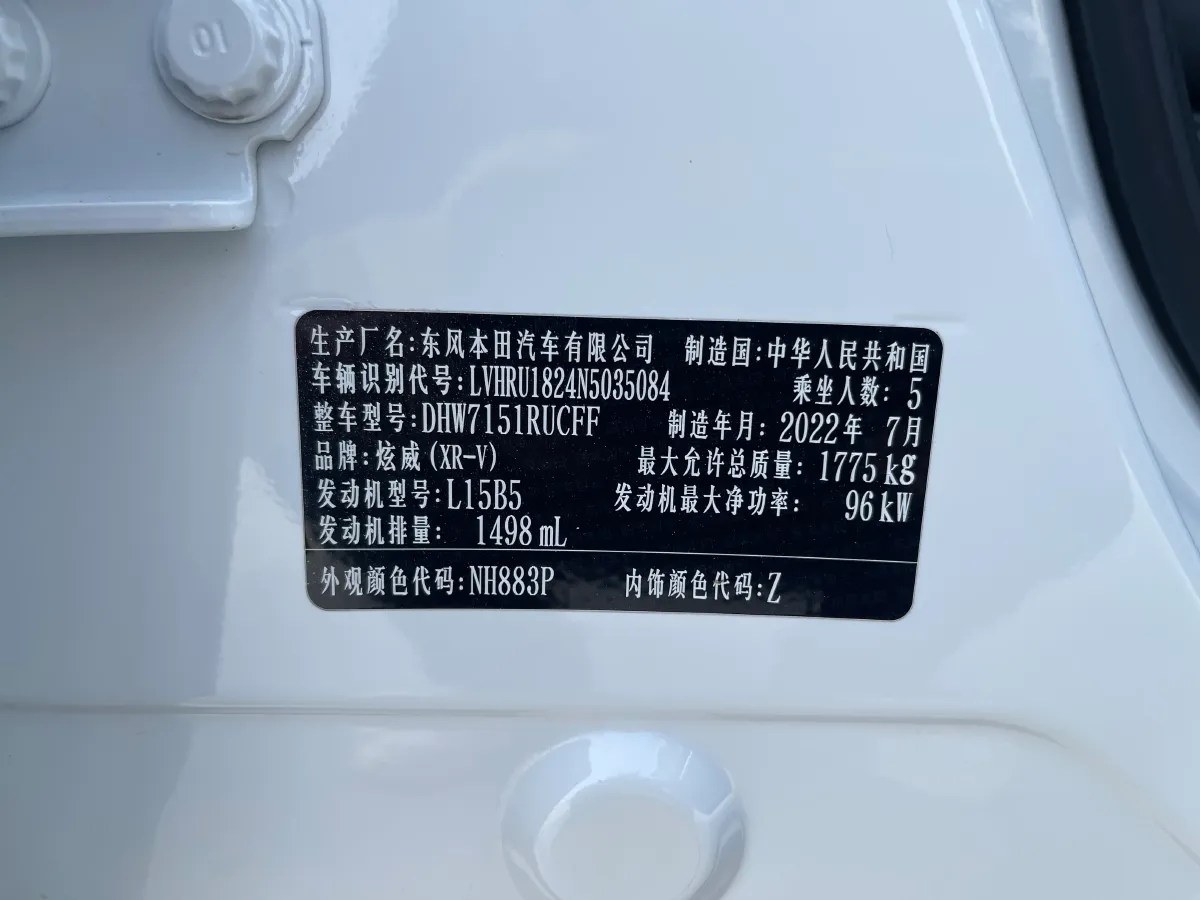 10
生产厂名:东风本田汽车有限公司 制造国:中华人民共和国
车辆识别代号:LVHRU1824N5035084 乘坐人数: 5
整车型号:DHW7151RUCFF 制造年月: 2022年 7月
品牌:炫威(XR-V) 最大允许总质量: 1775kg
发动机型号:L15B5 发动机最大净功率: 96kW
发动机排量: 1498mL
外观颜色代码:NH883P 内饰颜色代码:Z